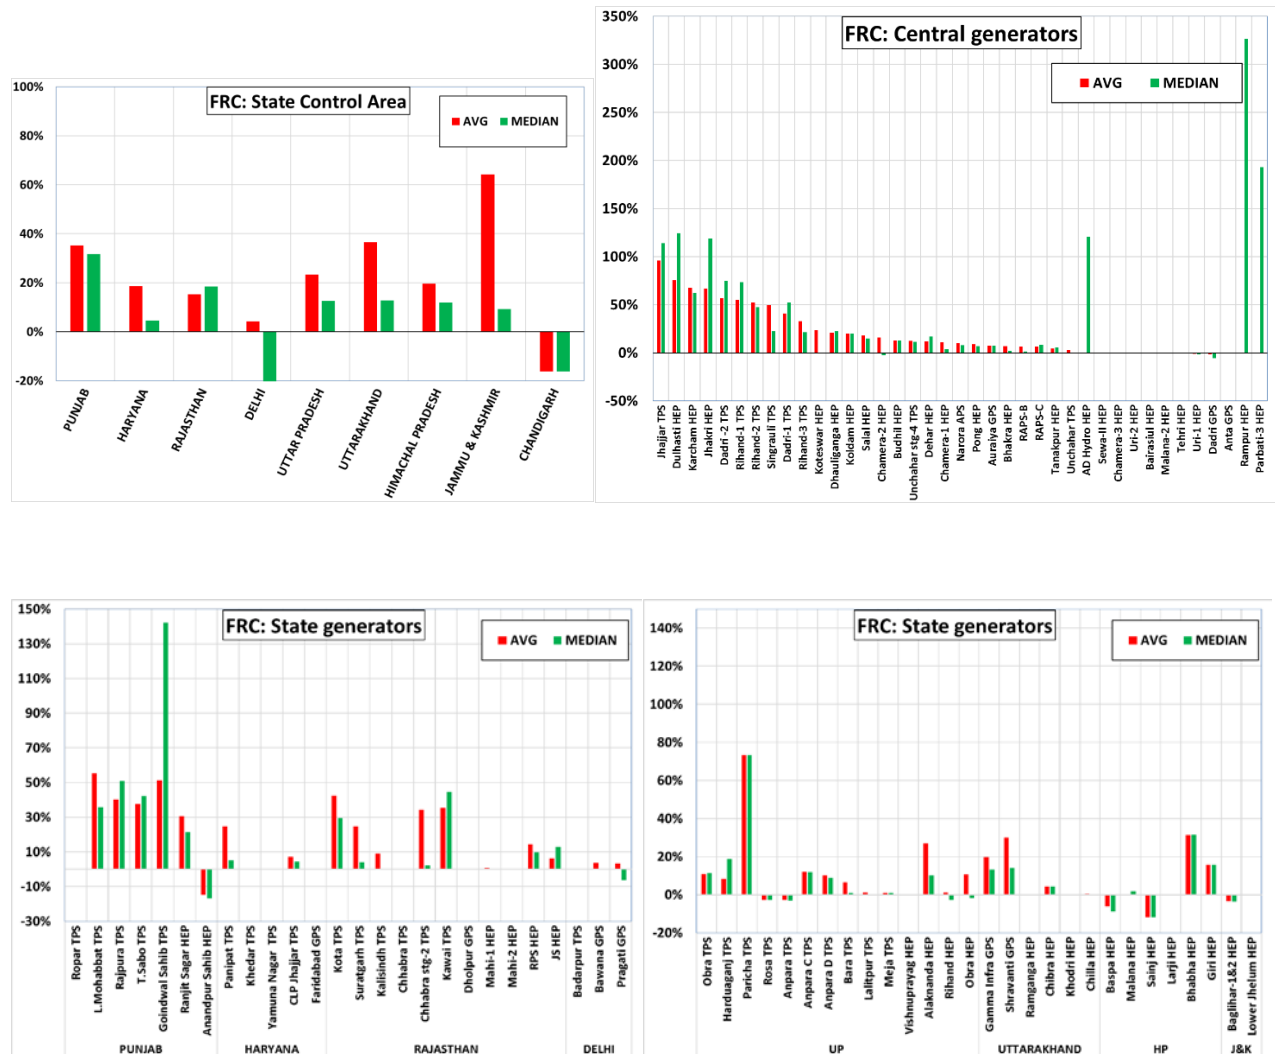 FRC: State Control Area
AVG MEDIAN
100%
80%
60%
40%
20%
0%
-20%
PUNJAB
HARYANA
RAJASTHAN
DELHI
UTTAR PRADESH
UTTARAKHAND
HIMACHAL PRADESH
JAMMU & KASHMIR
CHANDIGARH
FRC: Central generators
AVG MEDIAN
350%
300%
250%
200%
150%
100%
50%
0%
-50%
Jhajjar TPS
Dulhasti HEP
Karcham HEP
Jhakri HEP
Dadri -2 TPS
Rihand-1 TPS
Rihand-2 TPS
Singrauli TPS
Dadri-1 TPS
Rihand-3 TPS
Koteswar HEP
Dhauliganga HEP
Koldam HEP
Salal HEP
Chamera-2 HEP
Budhil HEP
Unchahar stg-4 TPS
Dehar HEP
Chamera-1 HEP
Narora APS
Pong HEP
Auraiya GPS
Bhakra HEP
RAPS-B
RAPS-C
Tanakpur HEP
Unchahar TPS
AD Hydro HEP
Sewa-II HEP
Chamera-3 HEP
Uri-2 HEP
Bairasiul HEP
Malana-2 HEP
Tehri HEP
Uri-1 HEP
Dadri GPS
Anta GPS
Rampur HEP
Parbati-3 HEP
FRC: State generators
AVG MEDIAN
150%
130%
110%
90%
70%
50%
30%
10%
-10%
-30%
Ropar TPS
L.Mohabbat TPS
Rajpura TPS
T.Sabo TPS
Goindwal Sahib TPS
Ranjit Sagar HEP
Anandpur Sahib HEP
Panipat TPS
Khedar TPS
Yamuna Nagar TPS
CLP Jhajjar TPS
Faridabad GPS
Kota TPS
Suratgarh TPS
Kalisindh TPS
Chhabra TPS
Chhabra stg-2 TPS
Kawai TPS
Dholpur GPS
Mahi-1 HEP
Mahi-2 HEP
RPS HEP
JS HEP
Badarpur TPS
Bawana GPS
Pragati GPS
PUNJAB HARYANA RAJASTHAN DELHI
FRC: State generators
AVG MEDIAN
140%
120%
100%
80%
60%
40%
20%
0%
-20%
Obra TPS
Harduaganj TPS
Paricha TPS
Rosa TPS
Anpara TPS
Anpara C TPS
Anpara D TPS
Bara TPS
Lalitpur TPS
Meja TPS
Vishnuprayag HEP
Alaknanda HEP
Rihand HEP
Obra HEP
Gamma Infra GPS
Shravanti GPS
Ramganga HEP
Chibra HEP
Khodri HEP
Chilla HEP
Baspa HEP
Malana HEP
Sainj HEP
Larji HEP
Bhabha HEP
Giri HEP
Baglihar-1&2 HEP
Lower Jhelum HEP
UP UTTARAKHAND HP J&K